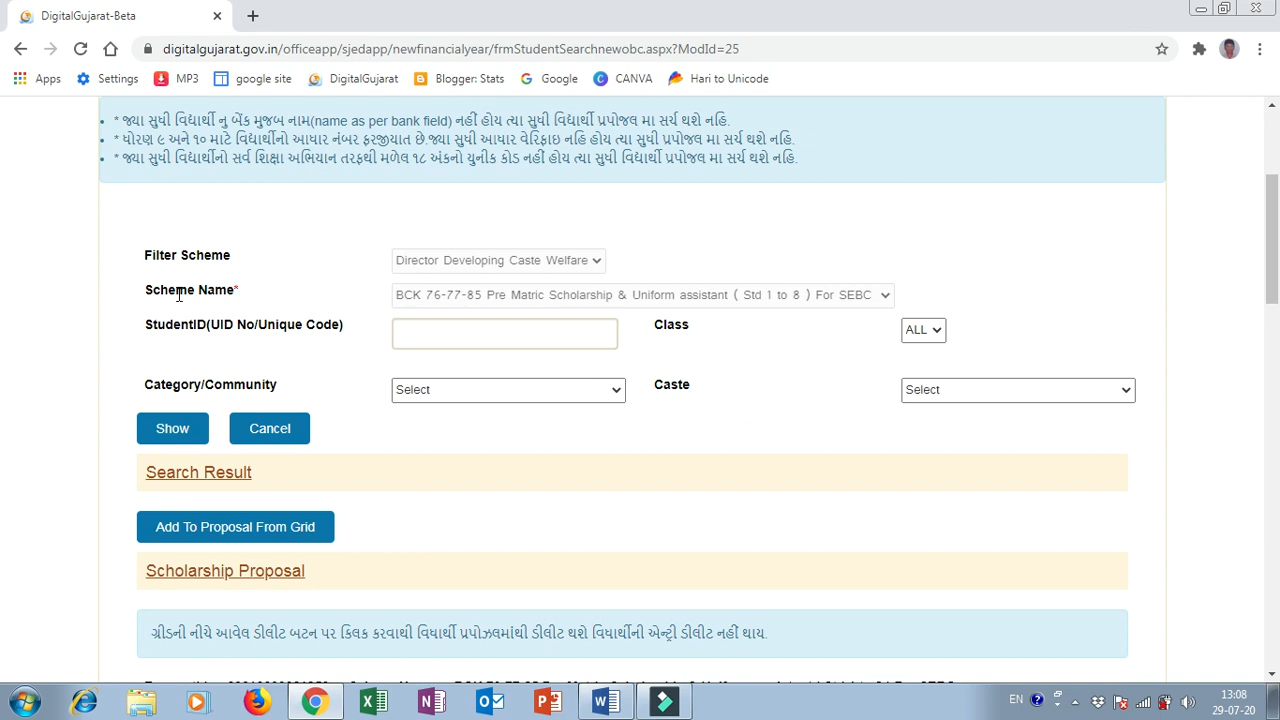 DigitalGujarat-Beta
digitalgujarat.gov.in/officeapp/sjedapp/newfinancialyear/frmStudentSearchnewobc.aspx?ModId=25
Apps Settings MP3 google site DigitalGujarat Blogger: Stats Google CANVA Hari to Unicode
* જ્યા સુધી વિદ્યાર્થી નુ બેંક મુજબ નામ(name as per bank field) નહીં હોય ત્યા સુધી વિદ્યાર્થી પ્રપોજલ મા સર્ચ થશે નહિ.
* ધોરણ ૯ અને ૧૦ માટે વિદ્યાર્થીનો આધાર નંબર ફરજીયાત છે.જ્યા સુધી આધાર વેરિફાઇ નહિ હોય ત્યા સુધી પ્રપોજલ મા સર્ચ થશે નહિં.
* જ્યા સુધી વિદ્યાર્થીનો સર્વ શિક્ષા અભિયાન તરફથી મળેલ ૧૮ અંકનો યુનીક કોડ નહીં હોય ત્યા સુધી વિદ્યાર્થી પ્રપોજલ મા સર્ચ થશે નહિં.
Filter Scheme Director Developing Caste Welfare
Scheme Name* BCK 76-77-85 Pre Matric Scholarship & Uniform assistant ( Std 1 to 8 ) For SEBC
StudentID(UID No/Unique Code) Class ALL
Category/Community Select Caste Select
Show Cancel
Search Result
Add To Proposal From Grid
Scholarship Proposal
ગ્રીડની નીચે આવેલ ડીલીટ બટન પર ક્લિક કરવાથી વિદ્યાર્થી પ્રપોઝલમાંથી ડીલીટ થશે વિદ્યાર્થીની એન્ટ્રી ડીલીટ નહીં થાય.
EN 13:08
29-07-20